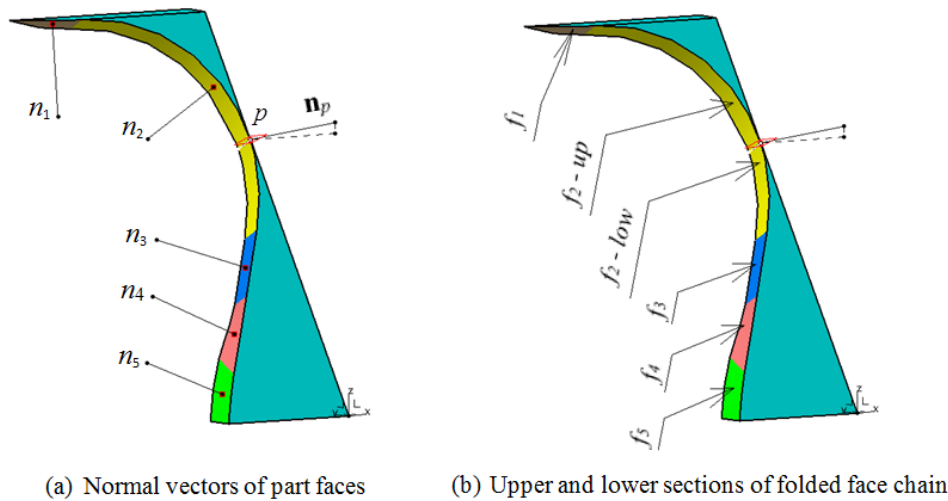 n1
n2
p
np
n3
n4
n5
z
x
(a) Normal vectors of part faces
f1
f2 - up
f2 - low
f3
f4
f5
z
x
(b) Upper and lower sections of folded face chain